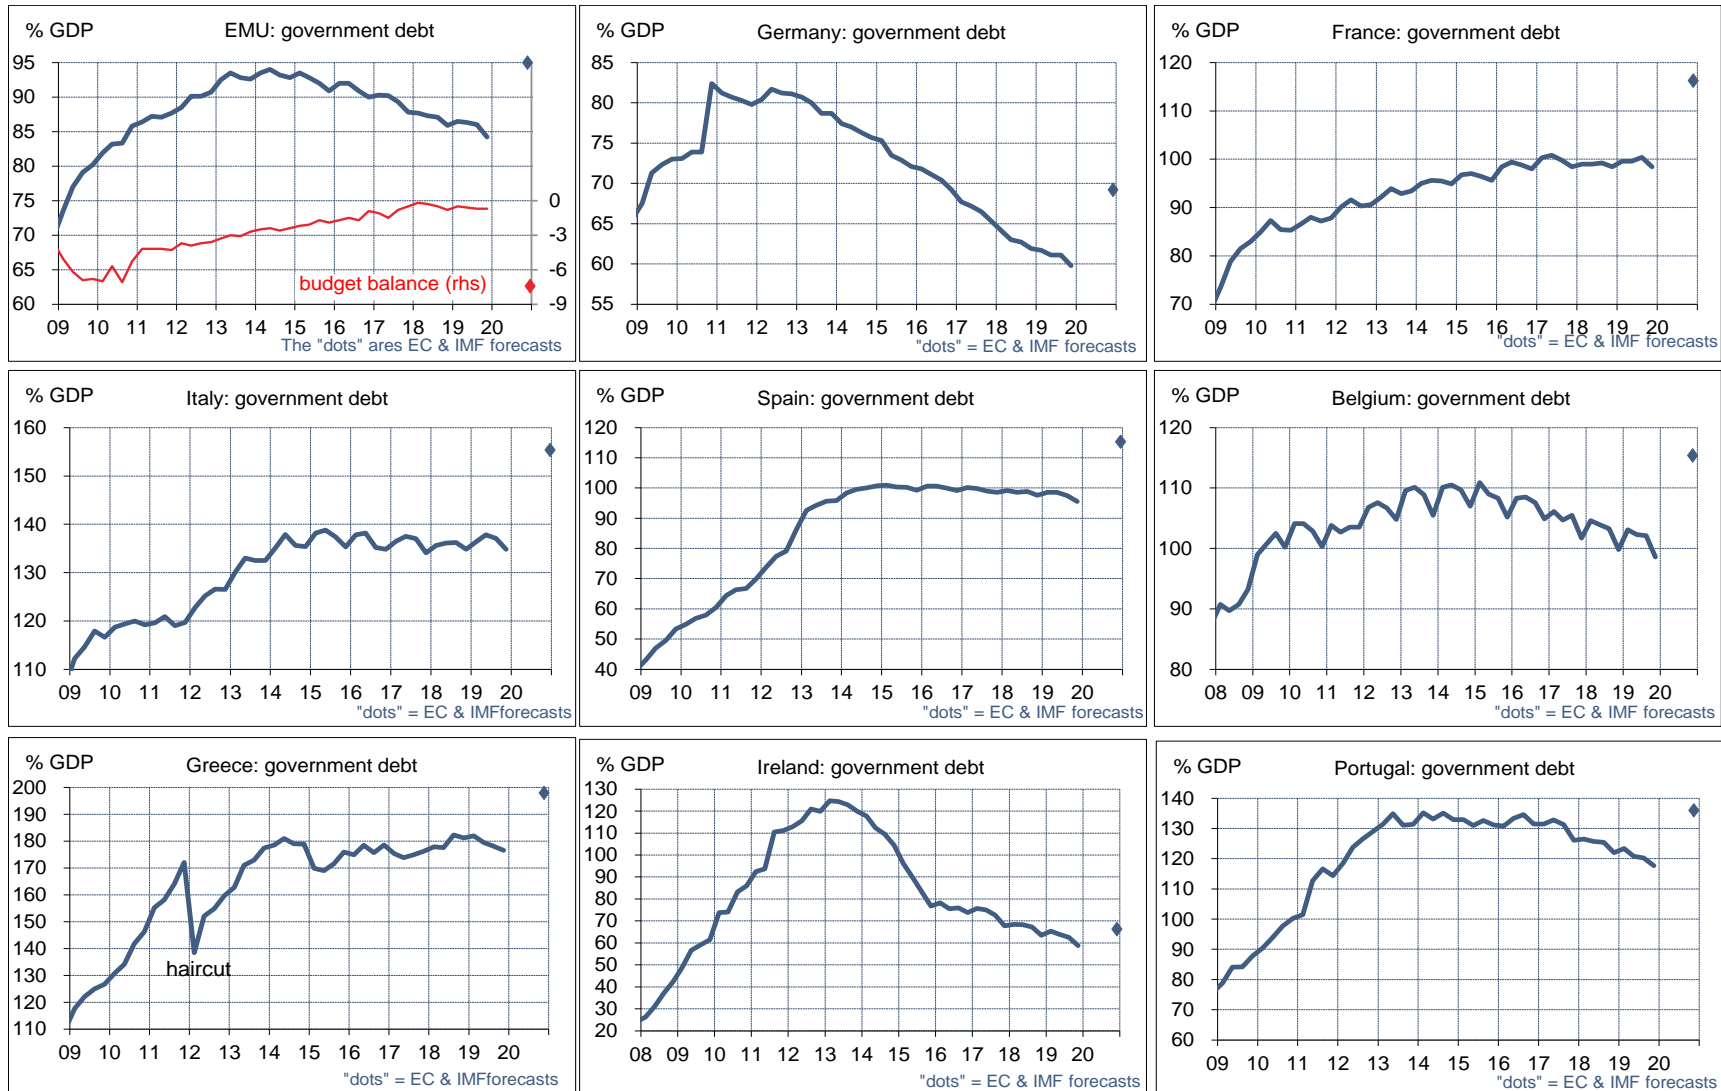 % GDP
EMU: government debt
95
90
85
80
75
70
65
60
0
-3
-6
-9
budget balance (rhs)
09 10 11 12 13 14 15 16 17 18 19 20
The "dots" ares EC & IMF forecasts
% GDP
Germany: government debt
85
80
75
70
65
60
55
09 10 11 12 13 14 15 16 17 18 19 20
"dots" = EC & IMF forecasts
% GDP
France: government debt
120
110
100
90
80
70
09 10 11 12 13 14 15 16 17 18 19 20
"dots" = EC & IMF forecasts
% GDP
Italy: government debt
160
150
140
130
120
110
09 10 11 12 13 14 15 16 17 18 19 20
"dots" = EC & IMFforecasts
% GDP
Spain: government debt
120
110
100
90
80
70
60
50
40
09 10 11 12 13 14 15 16 17 18 19 20
"dots" = EC & IMF forecasts
% GDP
Belgium: government debt
120
110
100
90
80
08 09 10 11 12 13 14 15 16 17 18 19 20
"dots" = EC & IMF forecasts
% GDP
Greece: government debt
200
190
180
170
160
150
140
130
120
110
haircut
09 10 11 12 13 14 15 16 17 18 19 20
"dots" = EC & IMFforecasts
% GDP
Ireland: government debt
130
120
110
100
90
80
70
60
50
40
30
20
08 09 10 11 12 13 14 15 16 17 18 19 20
"dots" = EC & IMF forecasts
% GDP
Portugal: government debt
140
130
120
110
100
90
80
70
60
09 10 11 12 13 14 15 16 17 18 19 20
"dots" = EC & IMF forecasts